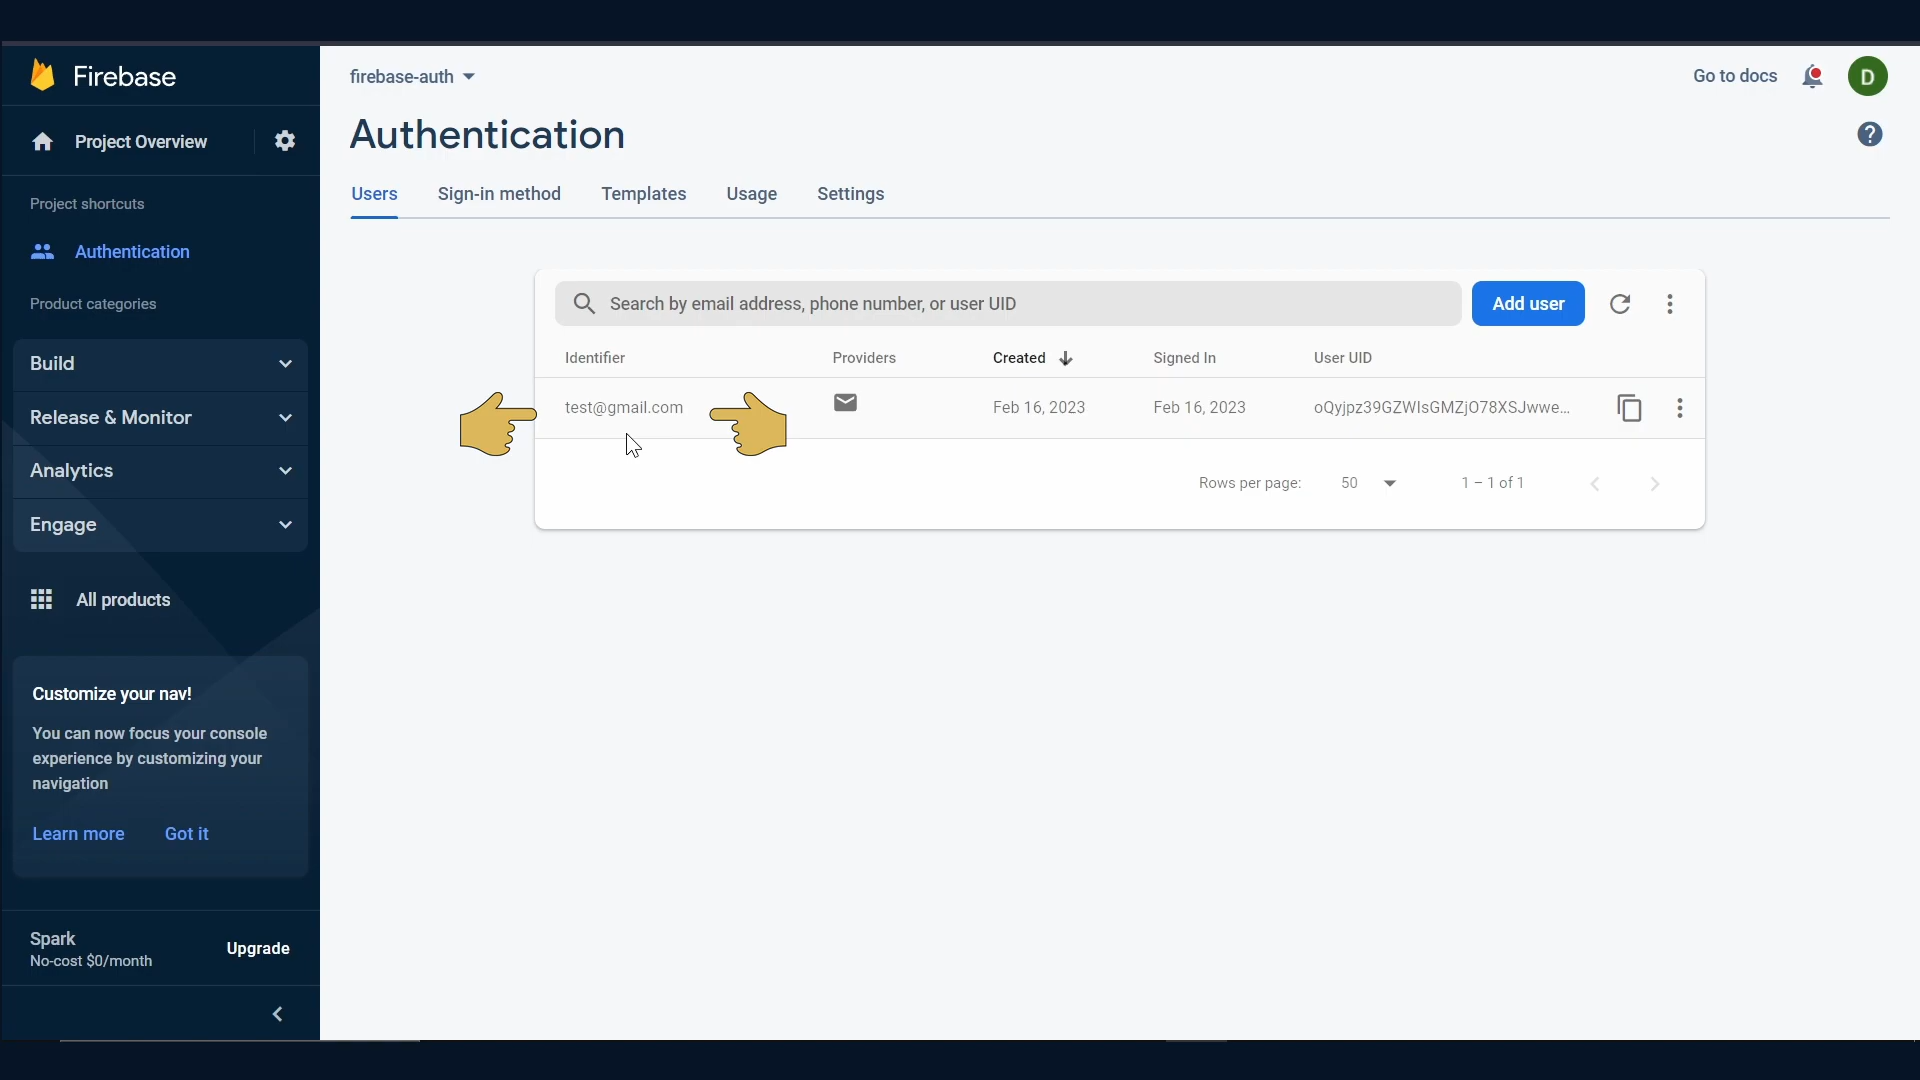 Firebase
Project Overview
Project shortcuts
Authentication
Product categories
Build
Release & Monitor
Analytics
Engage
All products
Customize your nav!
You can now focus your console
experience by customizing your
navigation
Learn more Got it
Spark
No-cost $0/month
Upgrade
firebase-auth
Go to docs
D
Authentication
?
Users Sign-in method Templates Usage Settings
Search by email address, phone number, or user UID
Add user
Identifier Providers Created Signed In User UID
test@gmail.com Feb 16, 2023 Feb 16, 2023 oQyjpz39GZWIsGMZjO78XSJwwe...
Rows per page: 50 1 – 1 of 1